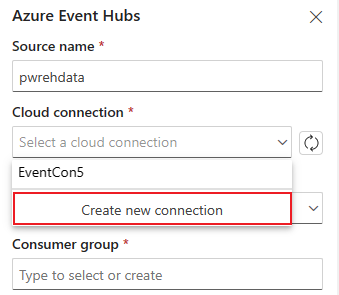 Azure Event Hubs
Source name *
pwrehdata
Cloud connection *
Select a cloud connection
EventCon5
Create new connection
Consumer group *
Type to select or create